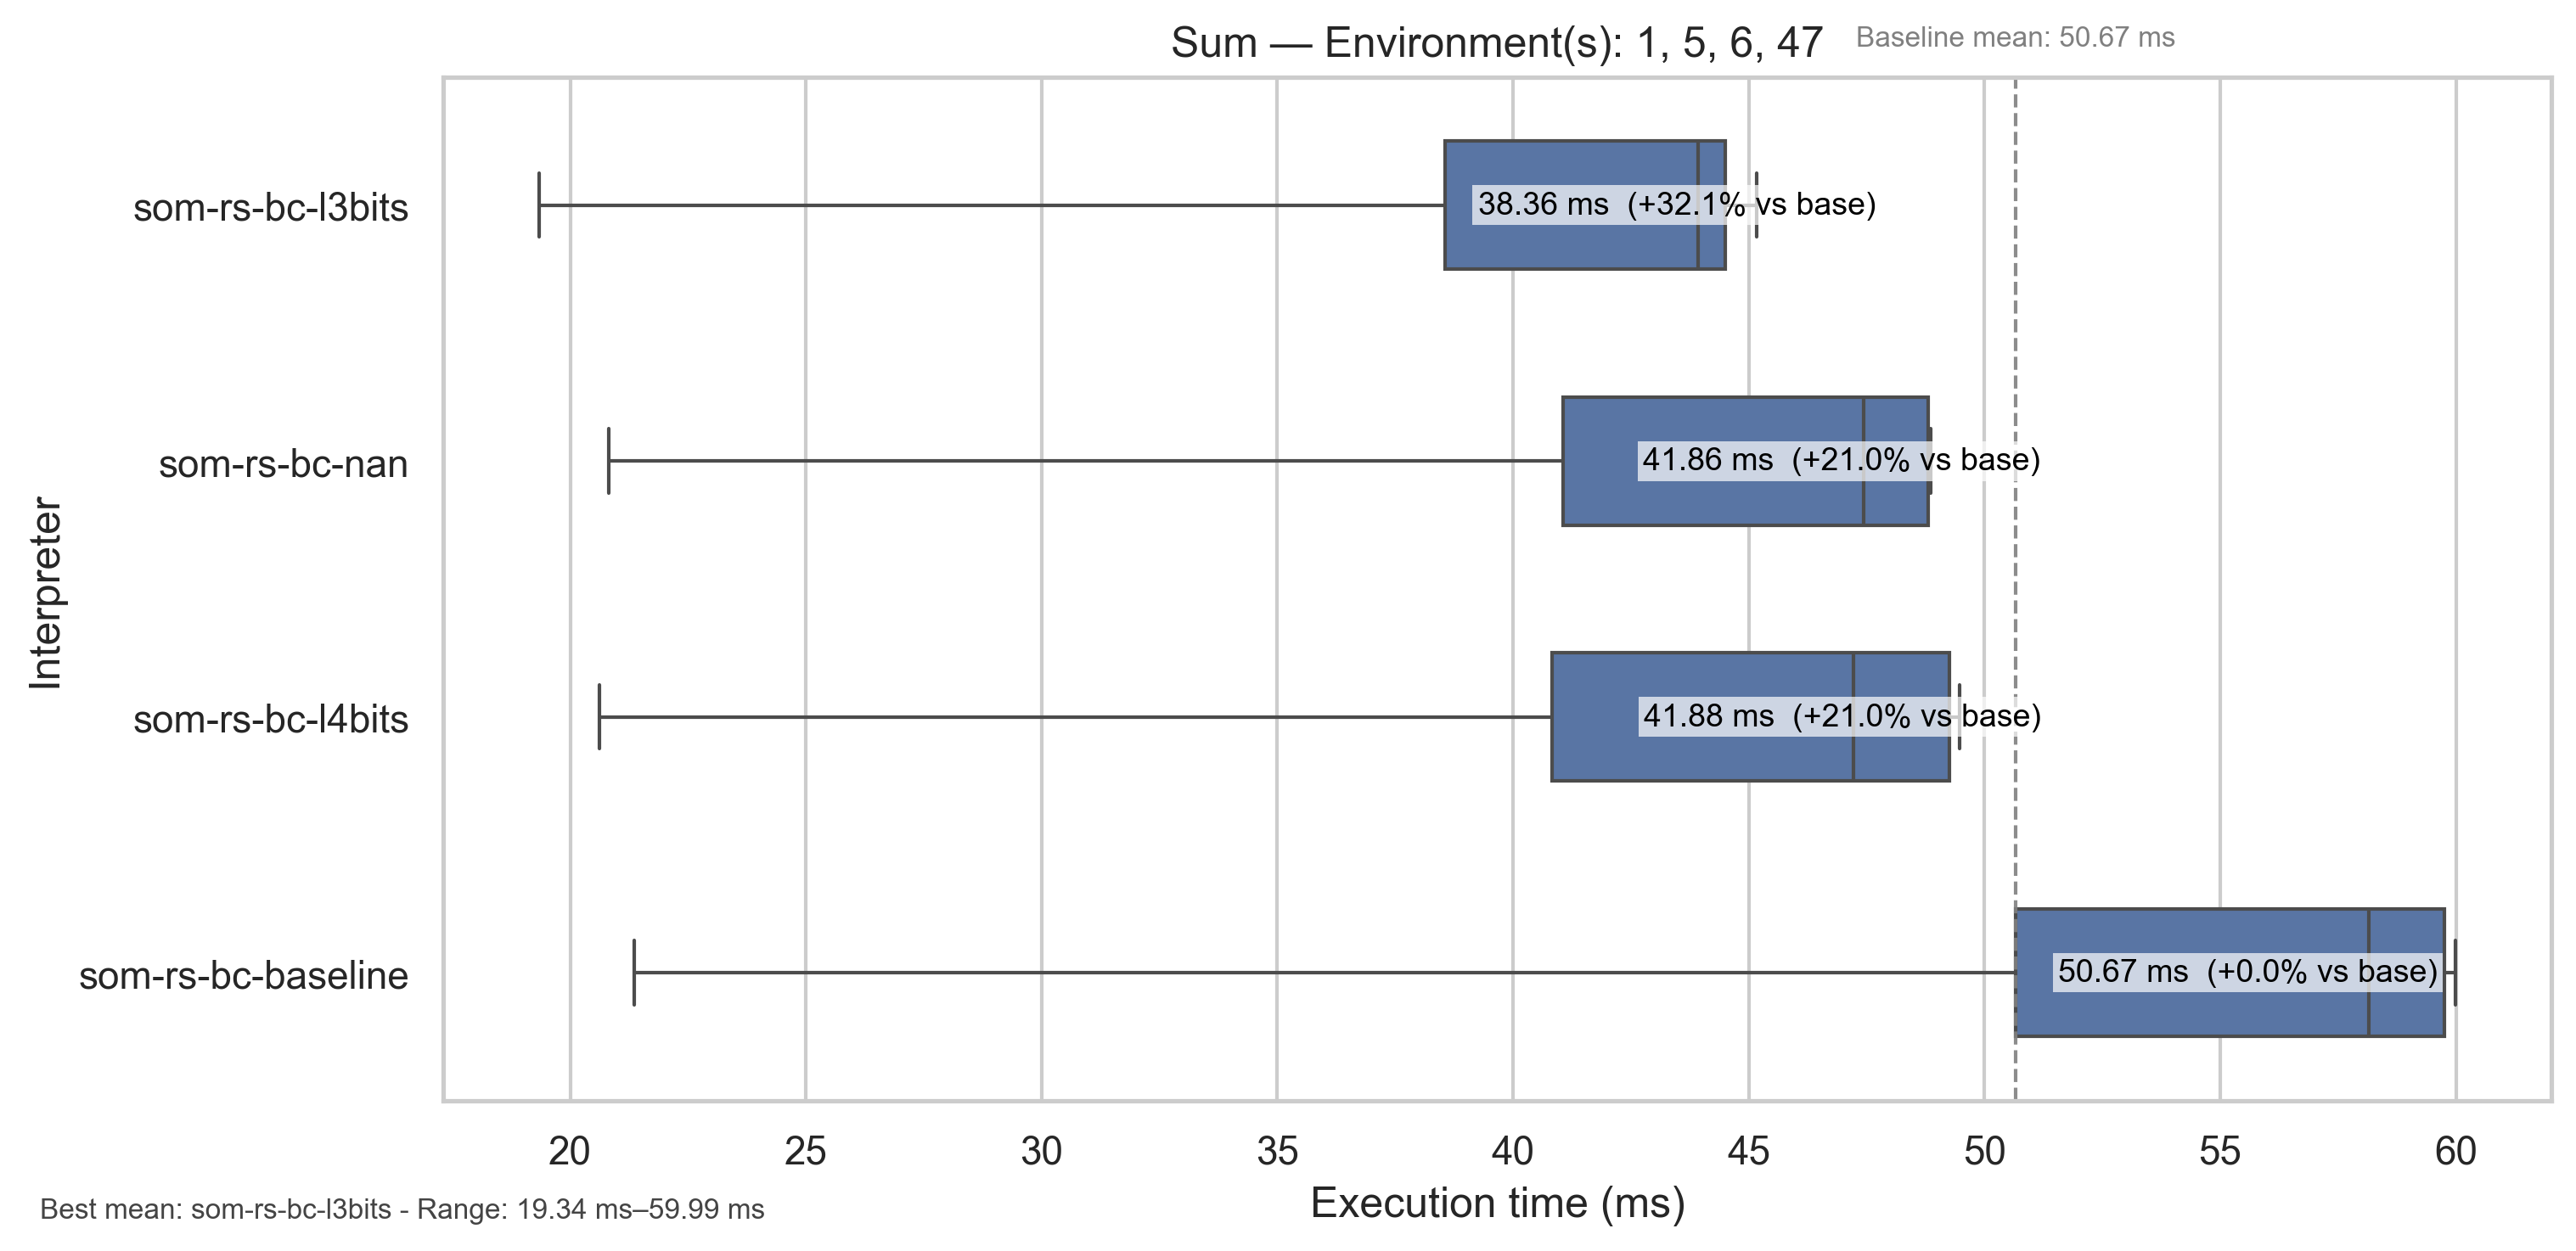 Sum — Environment(s): 1, 5, 6, 47
Baseline mean: 50.67 ms
Interpreter
som-rs-bc-l3bits
38.36 ms (+32.1% vs base)
som-rs-bc-nan
41.86 ms (+21.0% vs base)
som-rs-bc-l4bits
41.88 ms (+21.0% vs base)
som-rs-bc-baseline
50.67 ms (+0.0% vs base)
20 25 30 35 40 45 50 55 60
Execution time (ms)
Best mean: som-rs-bc-l3bits - Range: 19.34 ms–59.99 ms